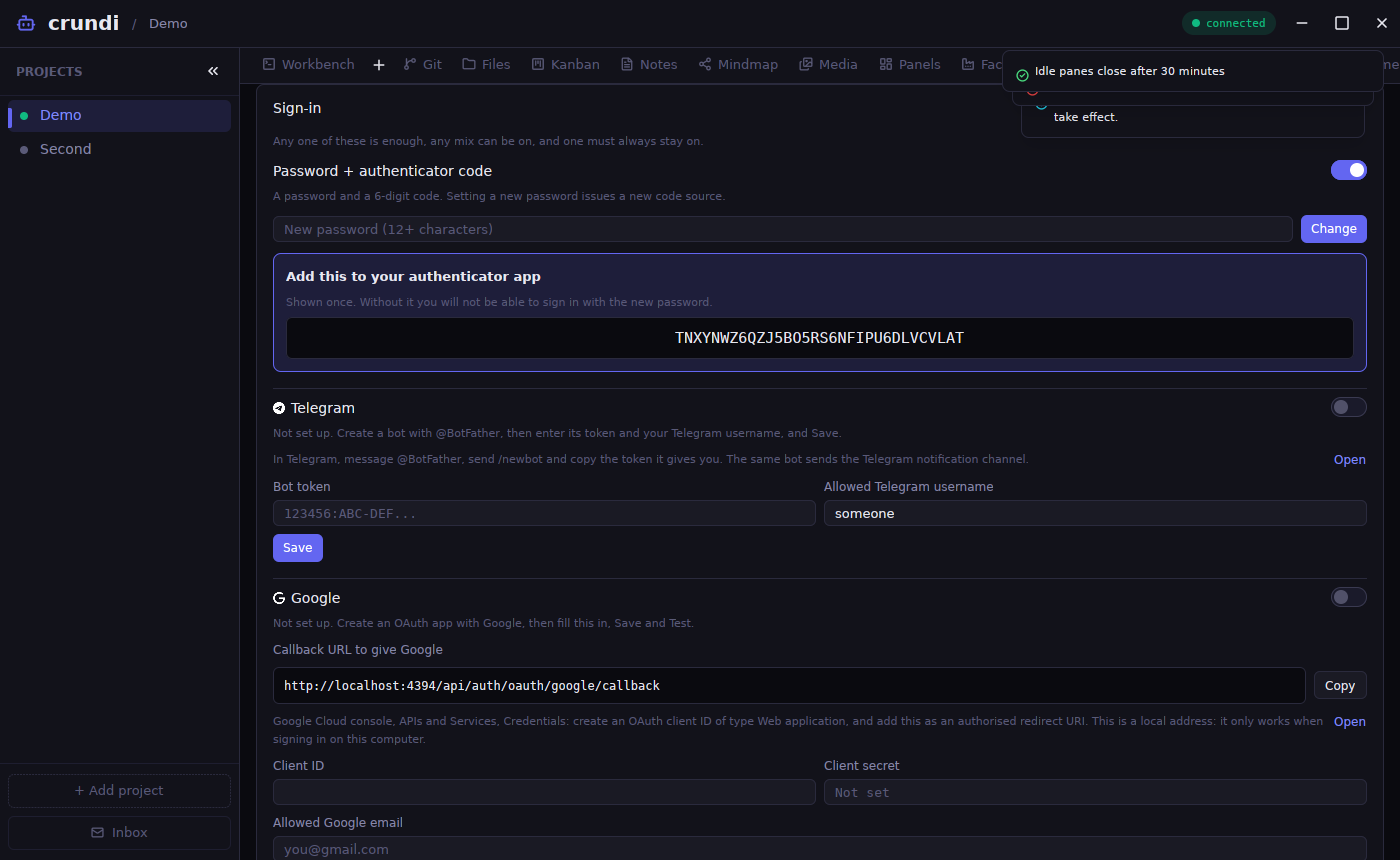 crundi / Demo
connected
PROJECTS
Workbench
Git
Files
Kanban
Notes
Mindmap
Media
Panels
Fac
me
Idle panes close after 30 minutes
take effect.
Demo
Second
+ Add project
Inbox
Sign-in
Any one of these is enough, any mix can be on, and one must always stay on.
Password + authenticator code
A password and a 6-digit code. Setting a new password issues a new code source.
New password (12+ characters)
Change
Add this to your authenticator app
Shown once. Without it you will not be able to sign in with the new password.
TNXYNWZ6QZJ5BO5RS6NFIPU6DLVCVLAT
Telegram
Not set up. Create a bot with @BotFather, then enter its token and your Telegram username, and Save.
In Telegram, message @BotFather, send /newbot and copy the token it gives you. The same bot sends the Telegram notification channel.
Open
Bot token
Allowed Telegram username
123456:ABC-DEF...
someone
Save
Google
Not set up. Create an OAuth app with Google, then fill this in, Save and Test.
Callback URL to give Google
http://localhost:4394/api/auth/oauth/google/callback
Copy
Google Cloud console, APIs and Services, Credentials: create an OAuth client ID of type Web application, and add this as an authorised redirect URI. This is a local address: it only works when
signing in on this computer.
Open
Client ID
Client secret
Not set
Allowed Google email
you@gmail.com